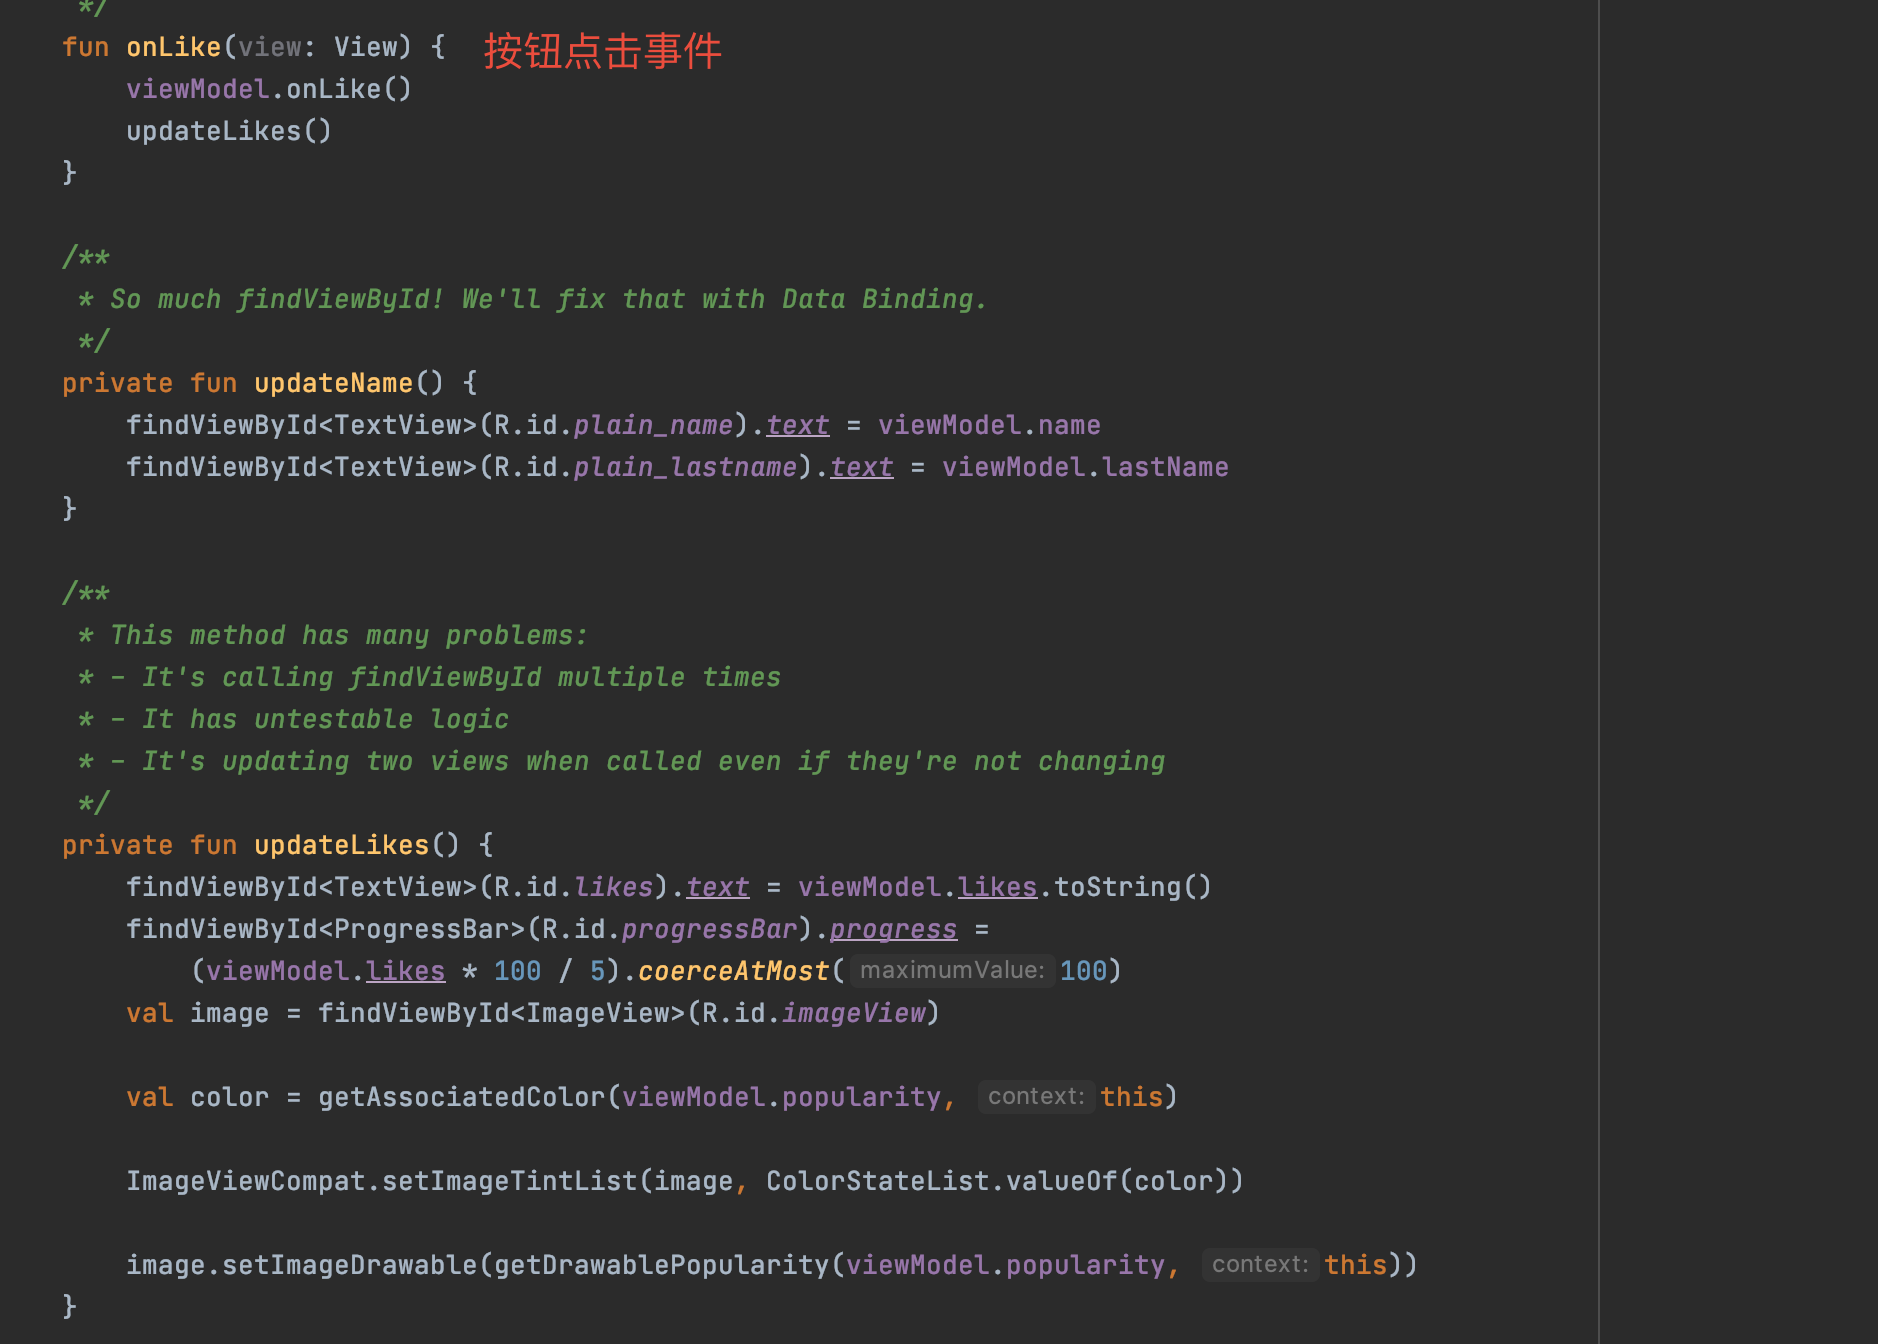 */
fun onLike(view: View) { 按钮点击事件
viewModel.onLike()
updateLikes()
}
/**
* So much findViewById! We'll fix that with Data Binding.
*/
private fun updateName() {
findViewById<TextView>(R.id.plain_name).text = viewModel.name
findViewById<TextView>(R.id.plain_lastname).text = viewModel.lastName
}
/**
* This method has many problems:
* - It's calling findViewById multiple times
* - It has untestable logic
* - It's updating two views when called even if they're not changing
*/
private fun updateLikes() {
findViewById<TextView>(R.id.likes).text = viewModel.likes.toString()
findViewById<ProgressBar>(R.id.progressBar).progress =
(viewModel.likes * 100 / 5).coerceAtMost( maximumValue: 100)
val image = findViewById<ImageView>(R.id.imageView)
val color = getAssociatedColor(viewModel.popularity, context: this)
ImageViewCompat.setImageTintList(image, ColorStateList.valueOf(color))
image.setImageDrawable(getDrawablePopularity(viewModel.popularity, context: this))
}